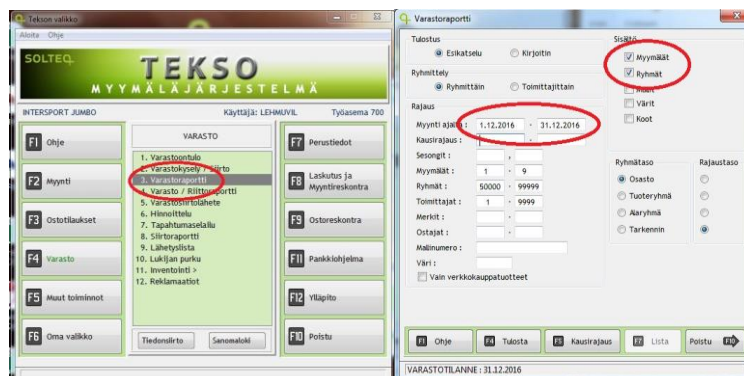 Tekson valikko
Aloita Ohje
SOLTEQ
TEKSO
MYYMÄLÄJÄRJESTELMÄ
INTERSPORT JUMBO Käyttäjä: LEHMUVIL Työasema 700
VARASTO
F1 Ohje
F2 Myynti
F3 Ostotilaukset
F4 Varasto
F5 Muut toiminnot
F6 Oma valikko
1. Varastoontulo
2. Varastokysely / Siirto
3. Varastoraportti
4. Varasto / Riittoraportti
5. Varastosiirtolähete
6. Hinnoittelu
7. Tapahtumaselailu
8. Siirtoraportti
9. Lähetyslista
10. Lukijan purku
11. Inventointi >
12. Reklamaatiot
Tiedonsiirto Sanomaloki
F7 Perustiedot
F8 Laskutus ja
Myyntireskontra
F9 Ostoreskontra
F11 Pankkiohjelma
F12 Ylläpito
F10 Poistu
Varastoraportti
Tulostus
Esikatselu Kirjoitin
Ryhmittely
Ryhmittäin Toimittajittain
Rajaus
Myynti ajalta : 1.12.2016 - 31.12.2016
Kausirajaus : -
Sesongit : ,
Myymälät : 1 - 9
Ryhmät : 50000 - 99999
Toimittajat : 1 - 9999
Merkit : -
Ostajat : -
Mallinumero :
Väri :
Vain verkkokauppatuotteet
Sisältö
Myymälät
Ryhmät
Mallit
Värit
Koot
Ryhmätaso Rajaustaso
Osasto
Tuoteryhmä
Alaryhmä
Tarkennin
F1 Ohje F4 Tulosta F5 Kausirajaus F7 Lista Poistu F10
VARASTOTILANNE : 31.12.2016